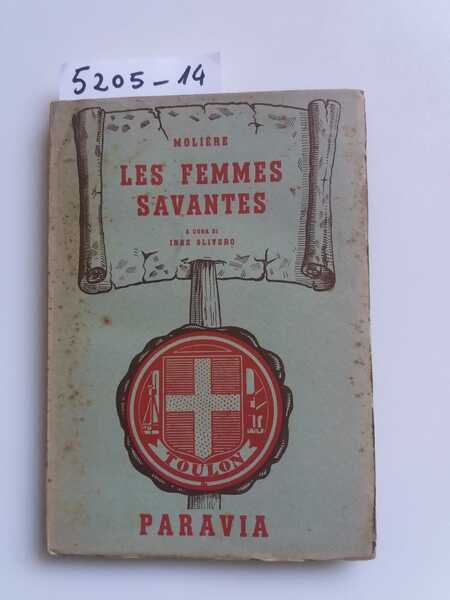 5205-14
MOLIÈRE
LES FEMMES
SAVANTES
A CURA DI
INES OLIVERO
TOULON
PARAVIA